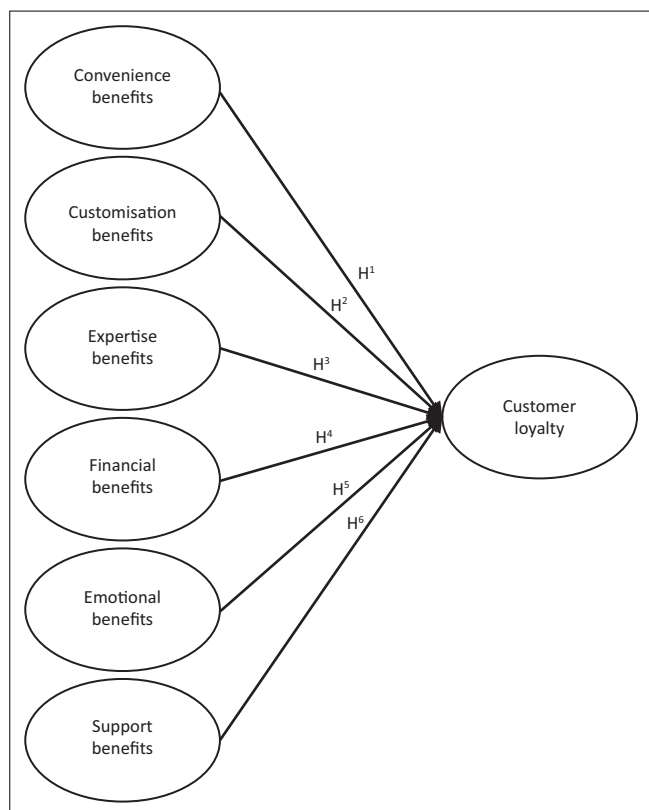 Convenience
benefits
Customisation
benefits
Expertise
benefits
Financial
benefits
Emotional
benefits
Support
benefits
H¹
H²
H³
H⁴
H⁵
H⁶
Customer
loyalty